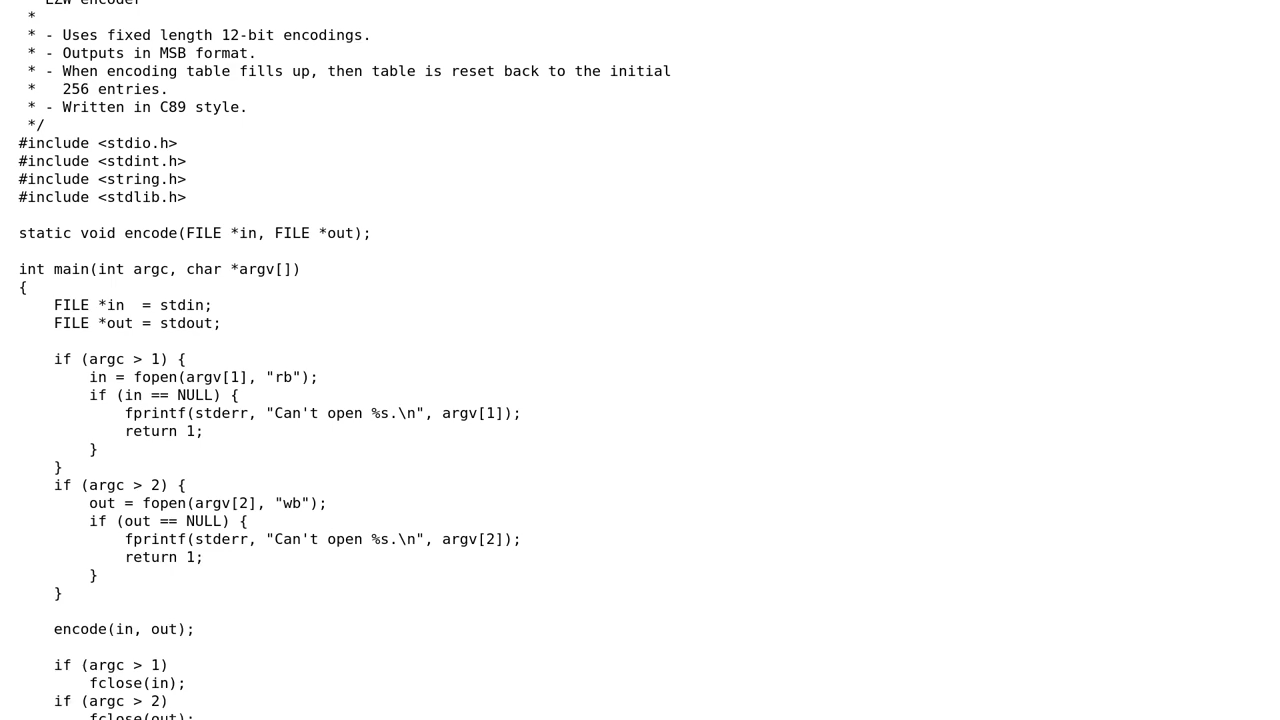 LZW encoder
 *
 * - Uses fixed length 12-bit encodings.
 * - Outputs in MSB format.
 * - When encoding table fills up, then table is reset back to the initial
 *   256 entries.
 * - Written in C89 style.
 */
#include <stdio.h>
#include <stdint.h>
#include <string.h>
#include <stdlib.h>

static void encode(FILE *in, FILE *out);

int main(int argc, char *argv[])
{
    FILE *in  = stdin;
    FILE *out = stdout;

    if (argc > 1) {
        in = fopen(argv[1], "rb");
        if (in == NULL) {
            fprintf(stderr, "Can't open %s.\n", argv[1]);
            return 1;
        }
    }
    if (argc > 2) {
        out = fopen(argv[2], "wb");
        if (out == NULL) {
            fprintf(stderr, "Can't open %s.\n", argv[2]);
            return 1;
        }
    }

    encode(in, out);

    if (argc > 1)
        fclose(in);
    if (argc > 2)
        fclose(out);